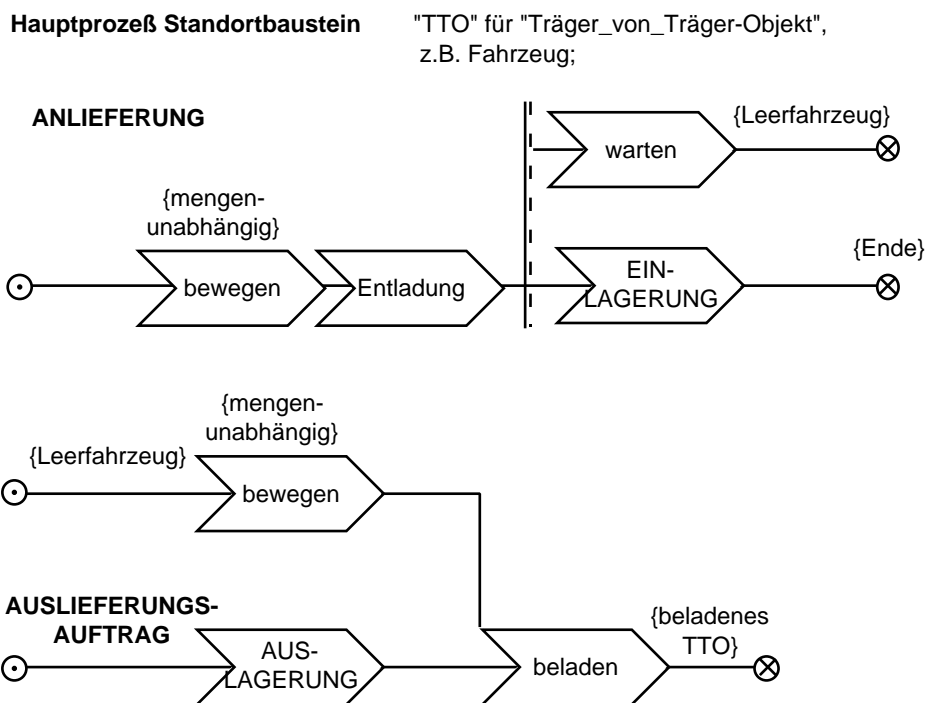 Hauptprozeß Standortbaustein "TTO" für "Träger_von_Träger-Objekt",
z.B. Fahrzeug;
ANLIEFERUNG
{Leerfahrzeug}
warten
{mengen-
unabhängig}
bewegen
Entladung
EIN-
LAGERUNG
{Ende}
{mengen-
unabhängig}
{Leerfahrzeug}
bewegen
AUSLIEFERUNGS-
AUFTRAG
AUS-
LAGERUNG
beladen
{beladenes
TTO}